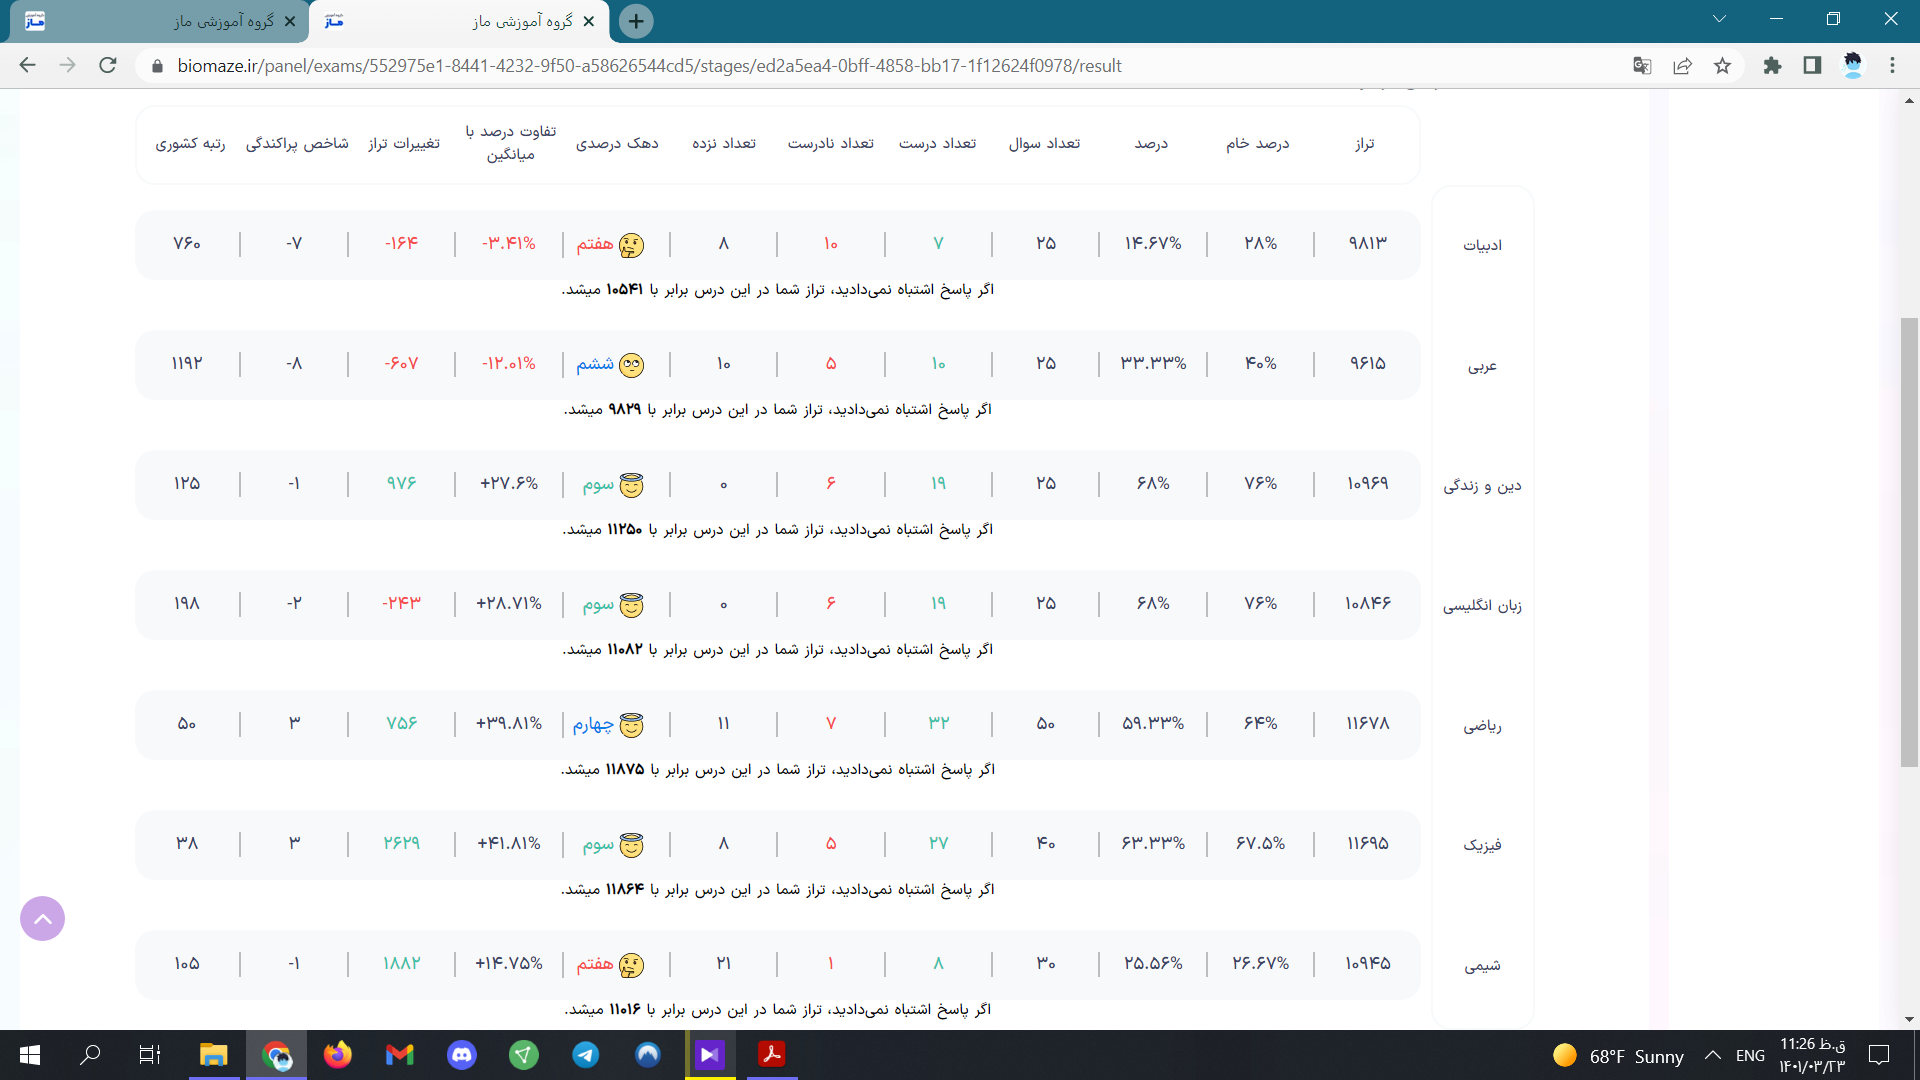 گروه آموزشی ماز
گروه آموزشی ماز
biomaze.ir/panel/exams/552975e1-8441-4232-9f50-a58626544cd5/stages/ed2a5ea4-0bff-4858-bb17-1f12624f0978/result
تراز درصد خام درصد تعداد سوال تعداد درست تعداد نادرست تعداد نزده دهک درصدی تفاوت درصد با میانگین تغییرات تراز شاخص پراکندگی رتبه کشوری
ادبیات ۹۸۱۳ ۲۸% ۱۴.۶۷% ۲۵ ۷ ۱۰ ۸ هفتم -۳.۴۱% -۱۶۴ -۷ ۷۶۰
اگر پاسخ اشتباه نمی‌دادید، تراز شما در این درس برابر با ۱۰۵۴۱ میشد.
عربی ۹۶۱۵ ۴۰% ۳۳.۳۳% ۲۵ ۱۰ ۵ ۱۰ ششم -۱۲.۰۱% -۶۰۷ -۸ ۱۱۹۲
اگر پاسخ اشتباه نمی‌دادید، تراز شما در این درس برابر با ۹۸۲۹ میشد.
دین و زندگی ۱۰۹۶۹ ۷۶% ۶۸% ۲۵ ۱۹ ۶ ۰ سوم +۲۷.۶% ۹۷۶ -۱ ۱۲۵
اگر پاسخ اشتباه نمی‌دادید، تراز شما در این درس برابر با ۱۱۲۵۰ میشد.
زبان انگلیسی ۱۰۸۴۶ ۷۶% ۶۸% ۲۵ ۱۹ ۶ ۰ سوم +۲۸.۷۱% -۲۴۳ -۲ ۱۹۸
اگر پاسخ اشتباه نمی‌دادید، تراز شما در این درس برابر با ۱۱۰۸۲ میشد.
ریاضی ۱۱۶۷۸ ۶۴% ۵۹.۳۳% ۵۰ ۳۲ ۷ ۱۱ چهارم +۳۹.۸۱% ۷۵۶ ۳ ۵۰
اگر پاسخ اشتباه نمی‌دادید، تراز شما در این درس برابر با ۱۱۸۷۵ میشد.
فیزیک ۱۱۶۹۵ ۶۷.۵% ۶۳.۳۳% ۴۰ ۲۷ ۵ ۸ سوم +۴۱.۸۱% ۲۶۲۹ ۳ ۳۸
اگر پاسخ اشتباه نمی‌دادید، تراز شما در این درس برابر با ۱۱۸۶۴ میشد.
شیمی ۱۰۹۴۵ ۲۶.۶۷% ۲۵.۵۶% ۳۰ ۸ ۱ ۲۱ هفتم +۱۴.۷۵% ۱۸۸۲ -۱ ۱۰۵
اگر پاسخ اشتباه نمی‌دادید، تراز شما در این درس برابر با ۱۱۰۱۶ میشد.
68°F Sunny ENG 11:26 ق.ظ
۱۴۰۱/۰۳/۲۳